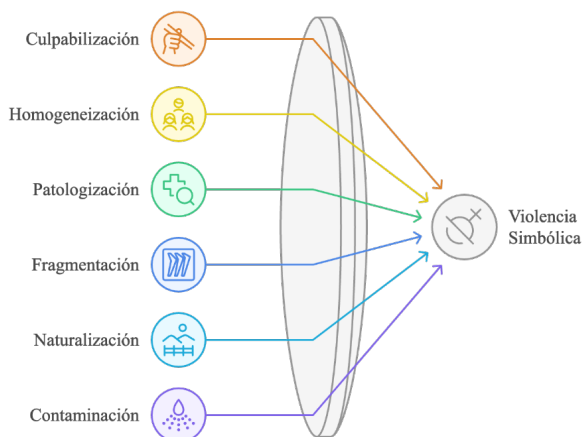 Culpabilización
Homogeneización
Patologización
Fragmentación
Naturalización
Contaminación
Violencia
Simbólica